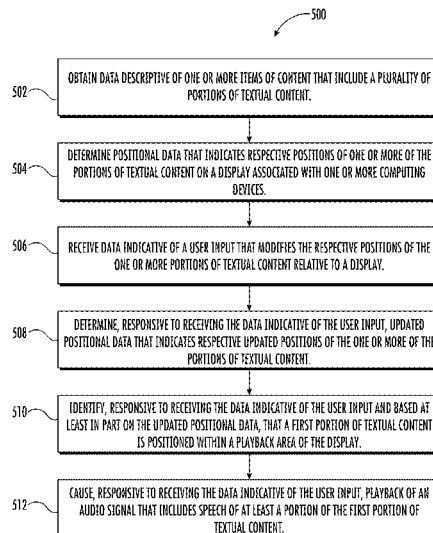 500
502
OBTAIN DATA DESCRIPTIVE OF ONE OR MORE ITEMS OF CONTENT THAT INCLUDE A PLURALITY OF
PORTIONS OF TEXTUAL CONTENT.
504
DETERMINE POSITIONAL DATA THAT INDICATES RESPECTIVE POSITIONS OF ONE OR MORE OF THE
PORTIONS OF TEXTUAL CONTENT ON A DISPLAY ASSOCIATED WITH ONE OR MORE COMPUTING
DEVICES.
506
RECEIVE DATA INDICATIVE OF A USER INPUT THAT MODIFIES THE RESPECTIVE POSITIONS OF THE
ONE OR MORE PORTIONS OF TEXTUAL CONTENT RELATIVE TO A DISPLAY.
508
DETERMINE, RESPONSIVE TO RECEIVING THE DATA INDICATIVE OF THE USER INPUT, UPDATED
POSITIONAL DATA THAT INDICATES RESPECTIVE UPDATED POSITIONS OF THE ONE OR MORE OF THE
PORTIONS OF TEXTUAL CONTENT.
510
IDENTIFY, RESPONSIVE TO RECEIVING THE DATA INDICATIVE OF THE USER INPUT AND BASED AT
LEAST IN PART ON THE UPDATED POSITIONAL DATA, THAT A FIRST PORTION OF TEXTUAL CONTENT
IS POSITIONED WITHIN A PLAYBACK AREA OF THE DISPLAY.
512
CAUSE, RESPONSIVE TO RECEIVING THE DATA INDICATIVE OF THE USER INPUT, PLAYBACK OF AN
AUDIO SIGNAL THAT INCLUDES SPEECH OF AT LEAST A PORTION OF THE FIRST PORTION OF
TEXTUAL CONTENT.